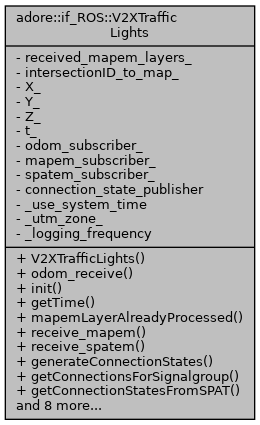 adore::if_ROS::V2XTraffic
Lights
- received_mapem_layers_
- intersectionID_to_map_
- X_
- Y_
- Z_
- t_
- odom_subscriber_
- mapem_subscriber_
- spatem_subscriber_
- connection_state_publisher
- _use_system_time
- _utm_zone_
- _logging_frequency
+ V2XTrafficLights()
+ odom_receive()
+ init()
+ getTime()
+ mapemLayerAlreadyProcessed()
+ receive_mapem()
+ receive_spatem()
+ generateConnectionStates()
+ getConnectionsForSignalgroup()
+ getConnectionStatesFromSPAT()
and 8 more...